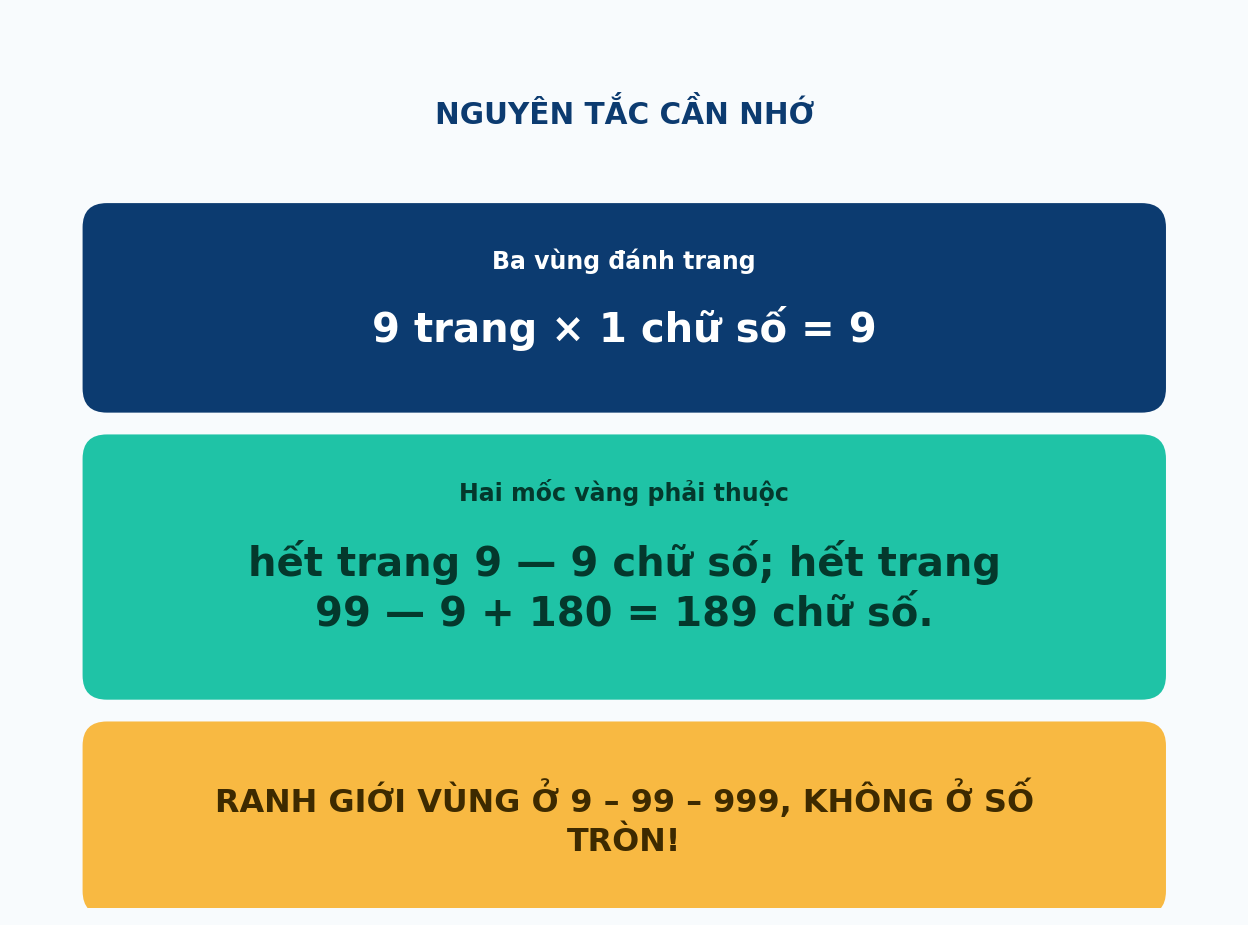 NGUYÊN TẮC CẦN NHỚ
Ba vùng đánh trang
9 trang × 1 chữ số = 9
Hai mốc vàng phải thuộc
hết trang 9 — 9 chữ số; hết trang
99 — 9 + 180 = 189 chữ số.
RANH GIỚI VÙNG Ở 9 – 99 – 999, KHÔNG Ở SỐ
TRÒN!